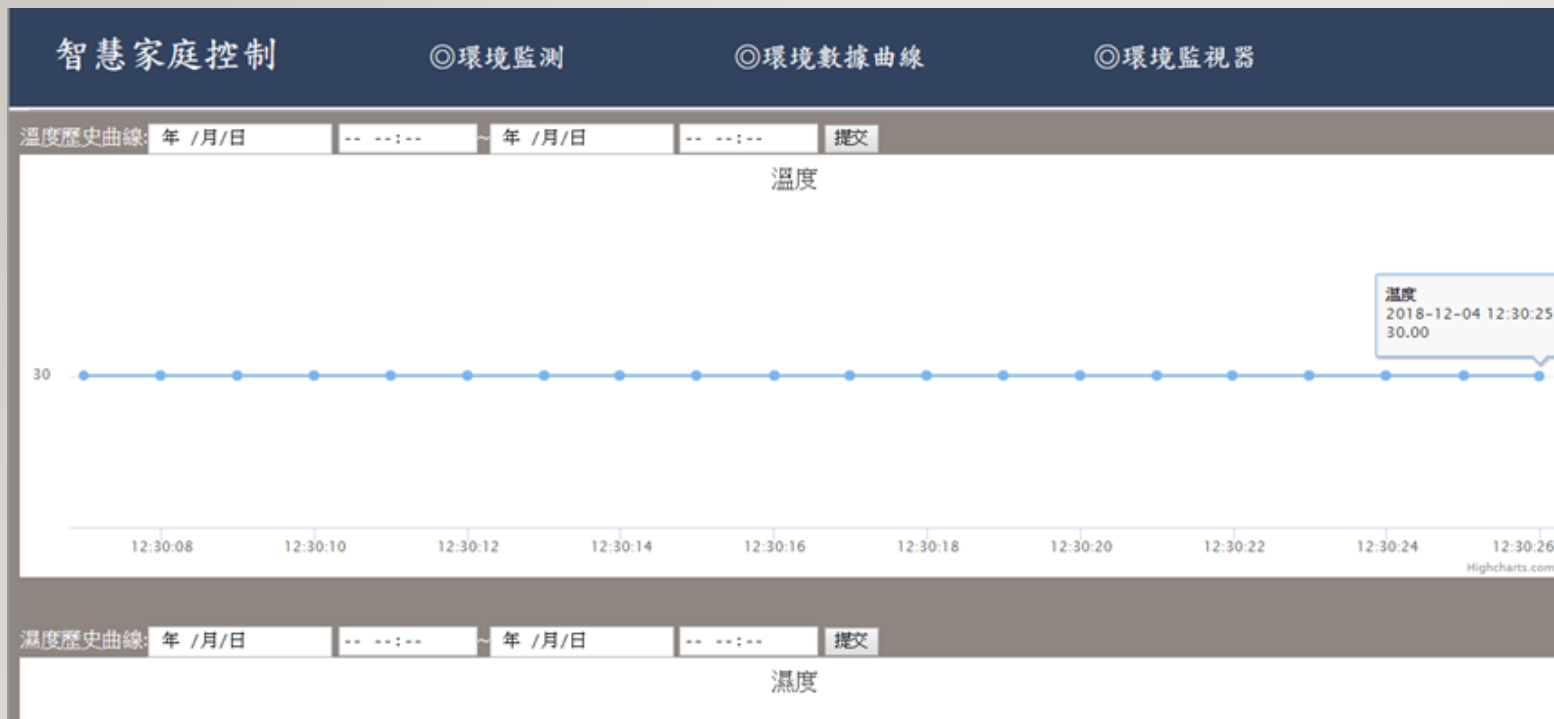 智慧家庭控制 ◎環境監測 ◎環境數據曲線 ◎環境監視器
溫度歷史曲線: 年 /月/日 -- --:-- ~ 年 /月/日 -- --:-- 提交
溫度
溫度
2018-12-04 12:30:25
30.00
30
12:30:08 12:30:10 12:30:12 12:30:14 12:30:16 12:30:18 12:30:20 12:30:22 12:30:24 12:30:26
Highcharts.com
濕度歷史曲線: 年 /月/日 -- --:-- ~ 年 /月/日 -- --:-- 提交
濕度